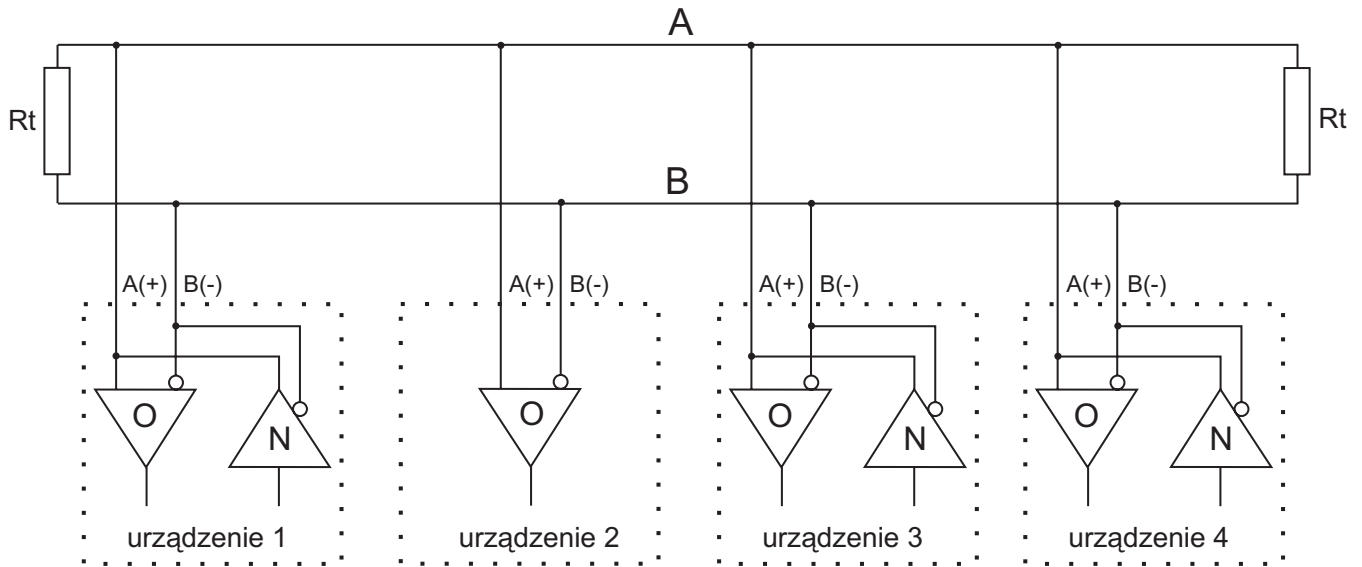 A
Rt
Rt
B
A(+) B(-)
A(+) B(-)
A(+) B(-)
A(+) B(-)
O
N
O
O
N
O
N
urządzenie 1
urządzenie 2
urządzenie 3
urządzenie 4